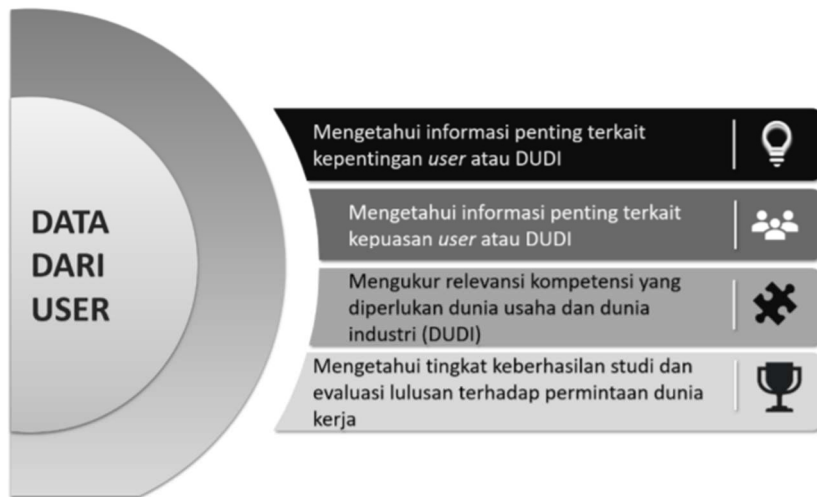 DATA
DARI
USER
Mengetahui informasi penting terkait
kepentingan user atau DUDI
Mengetahui informasi penting terkait
kepuasan user atau DUDI
Mengukur relevansi kompetensi yang
diperlukan dunia usaha dan dunia
industri (DUDI)
Mengetahui tingkat keberhasilan studi dan
evaluasi lulusan terhadap permintaan dunia
kerja